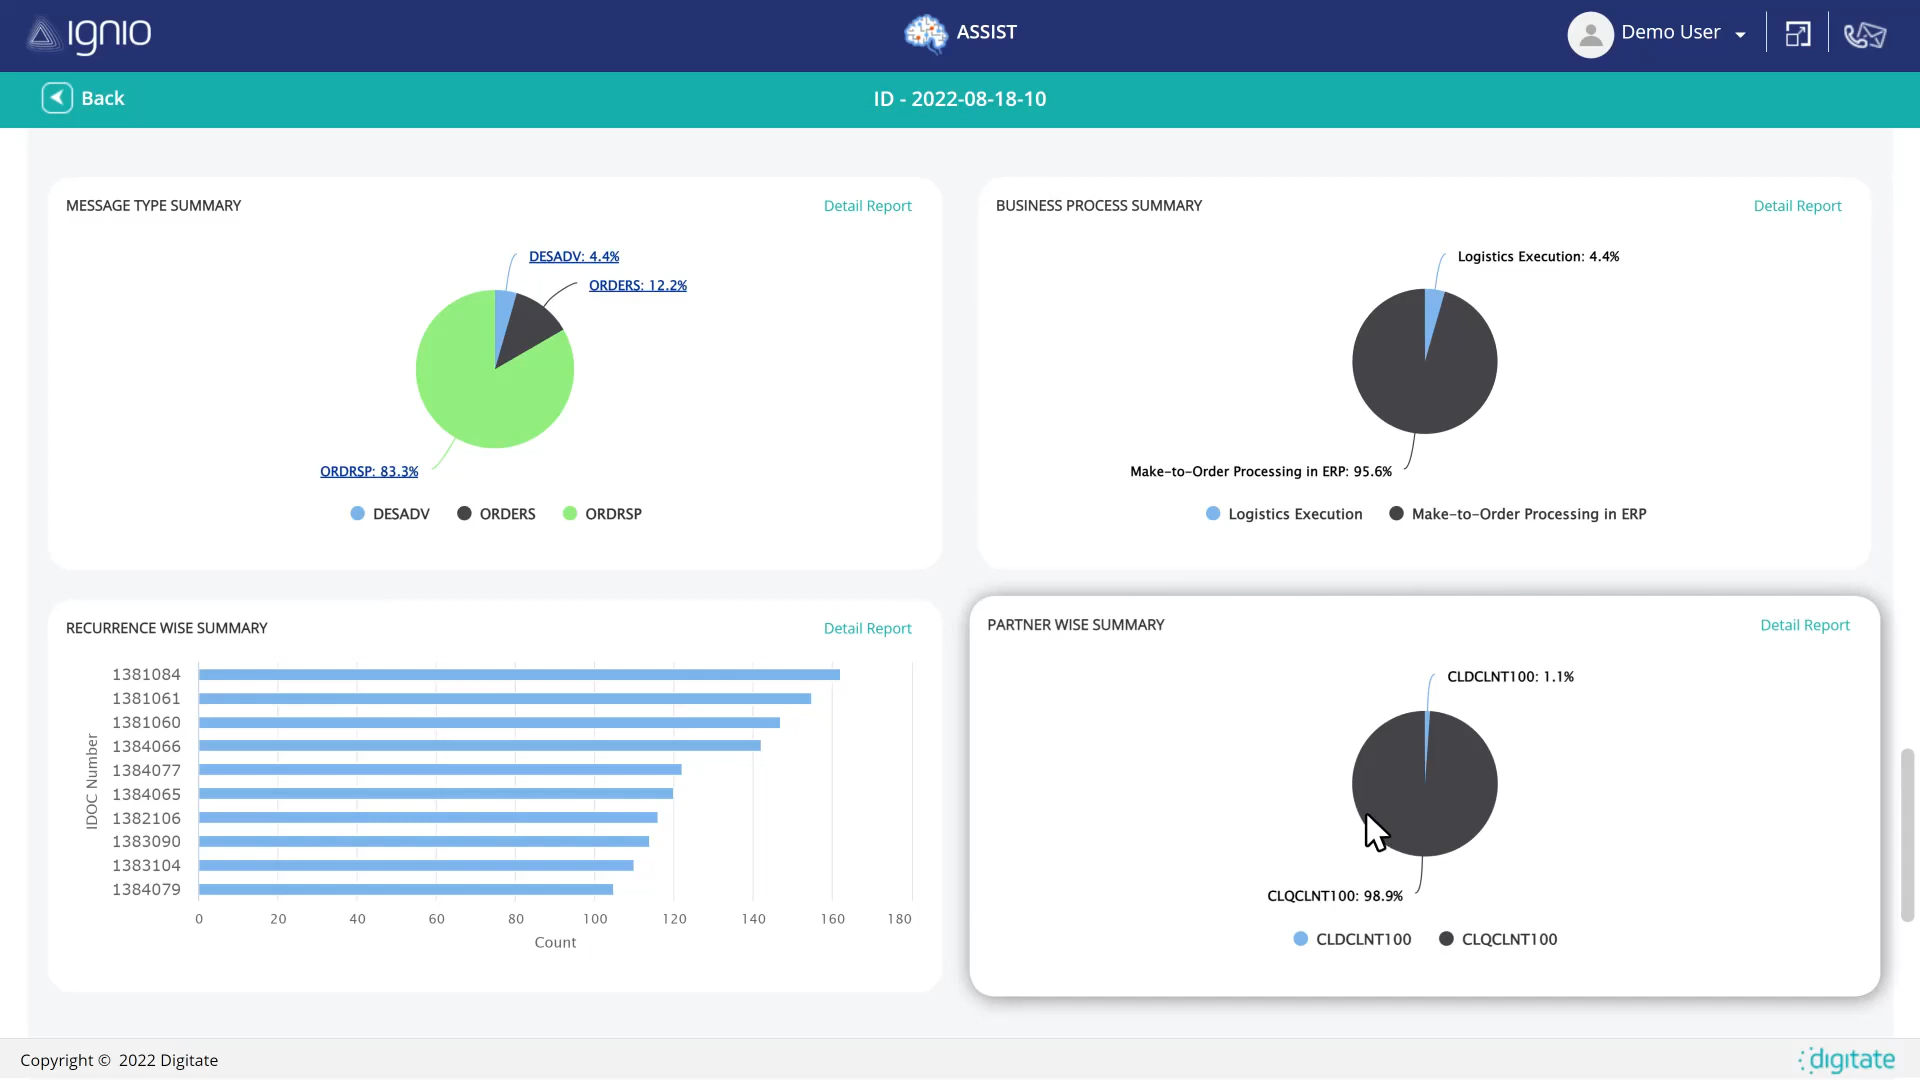 IGNIO
ASSIST
Demo User
Back
ID - 2022-08-18-10
MESSAGE TYPE SUMMARY
Detail Report
DESADV: 4.4%
ORDERS: 12.2%
ORDRSP: 83.3%
DESADV
ORDERS
ORDRSP
BUSINESS PROCESS SUMMARY
Detail Report
Logistics Execution: 4.4%
Make-to-Order Processing in ERP: 95.6%
Logistics Execution
Make-to-Order Processing in ERP
RECURRENCE WISE SUMMARY
Detail Report
IDOC Number
1381084
1381061
1381060
1384066
1384077
1384065
1382106
1383090
1383104
1384079
0 20 40 60 80 100 120 140 160 180
Count
PARTNER WISE SUMMARY
Detail Report
CLDCLNT100: 1.1%
CLQCLNT100: 98.9%
CLDCLNT100
CLQCLNT100
Copyright © 2022 Digitate
digitate